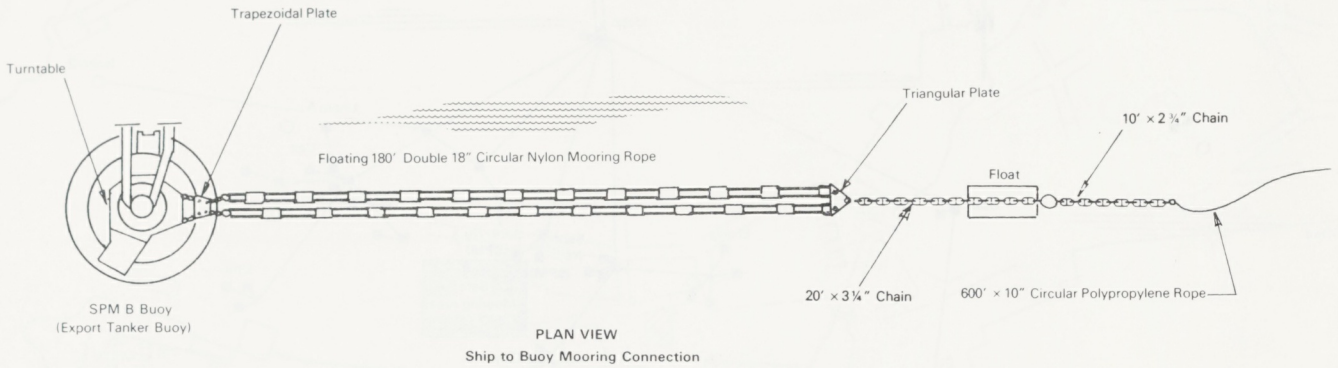 Trapezoidal Plate
Turntable
Triangular Plate
10' × 2 ¾" Chain
Floating 180' Double 18" Circular Nylon Mooring Rope
Float
20' × 3¼" Chain
600' × 10" Circular Polypropylene Rope
SPM B Buoy
(Export Tanker Buoy)
PLAN VIEW
Ship to Buoy Mooring Connection